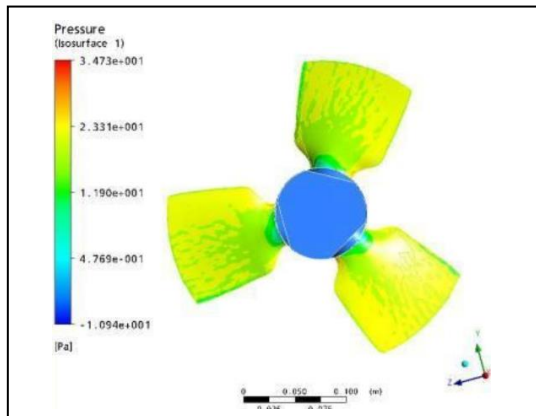 Pressure
(Isosurface 1)
3.473e+001
2.331e+001
1.190e+001
4.769e-001
-1.094e+001
[Pa]
0 0.050 0.100 (m)
0.025 0.075
Y
Z